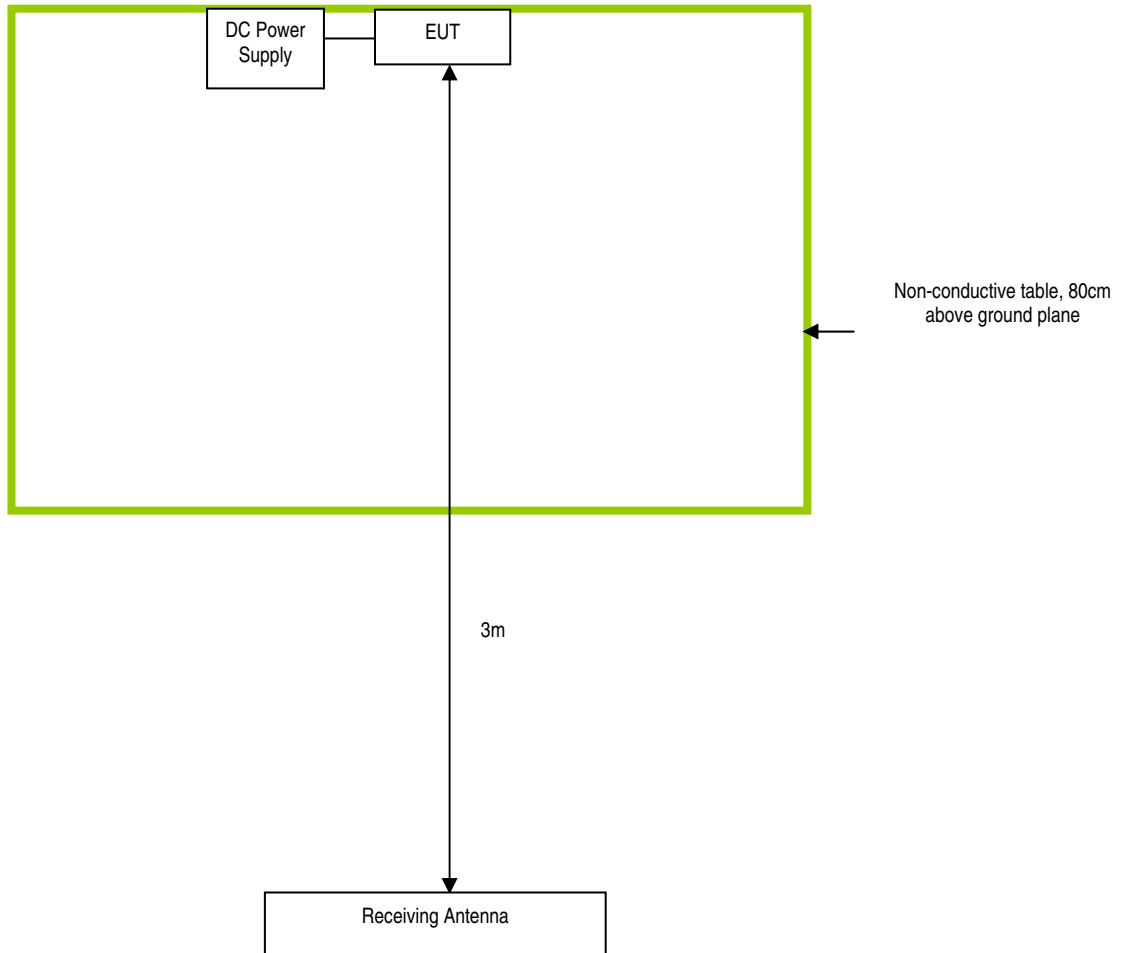 DC Power
Supply
EUT
Non-conductive table, 80cm
above ground plane
3m
Receiving Antenna